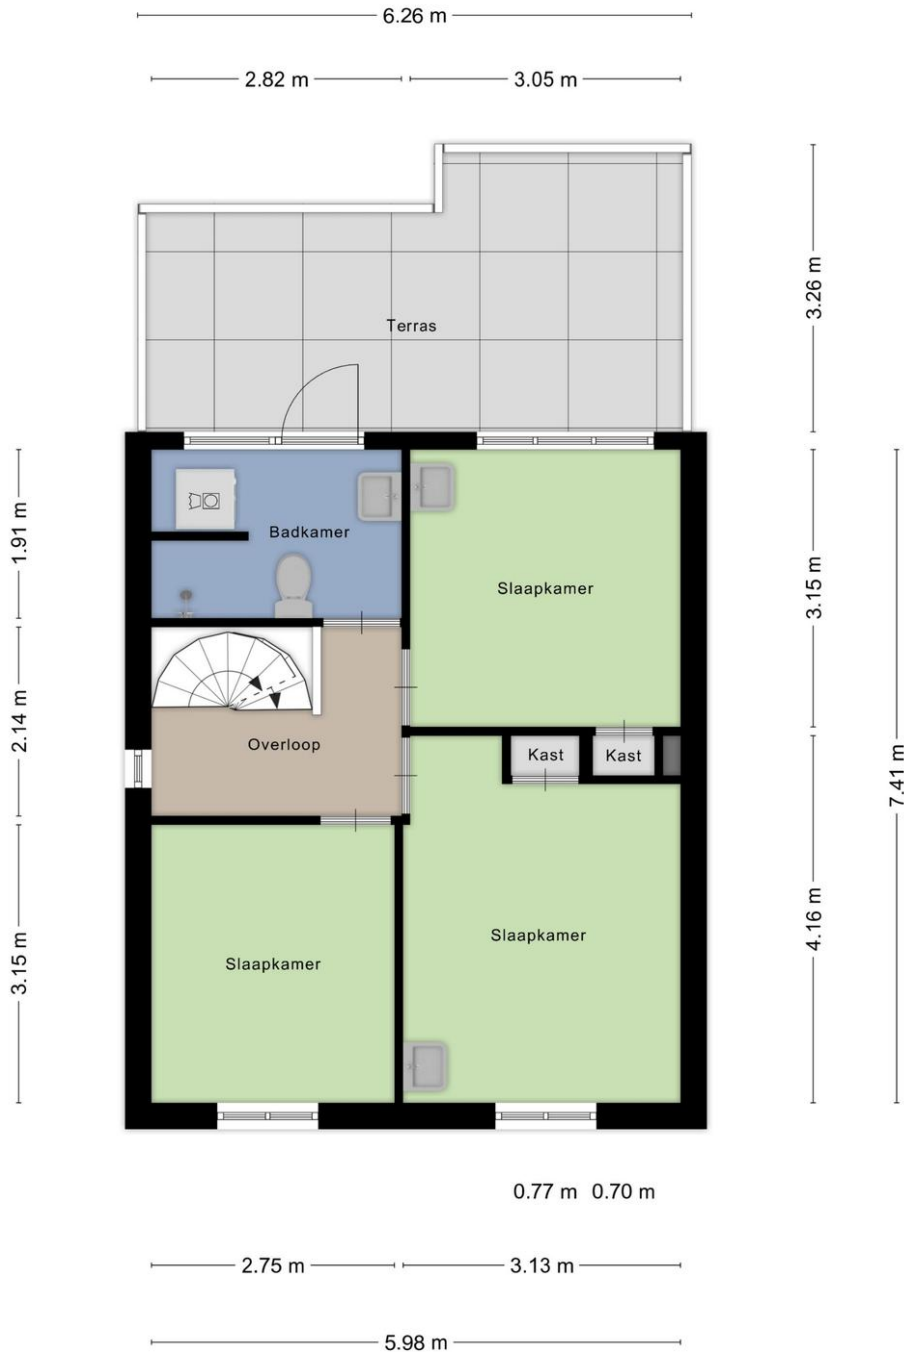 6.26 m
2.82 m
3.05 m
3.26 m
Terras
1.91 m
Badkamer
Slaapkamer
3.15 m
2.14 m
Overloop
Kast
Kast
7.41 m
4.16 m
Slaapkamer
Slaapkamer
3.15 m
0.77 m 0.70 m
2.75 m
3.13 m
5.98 m